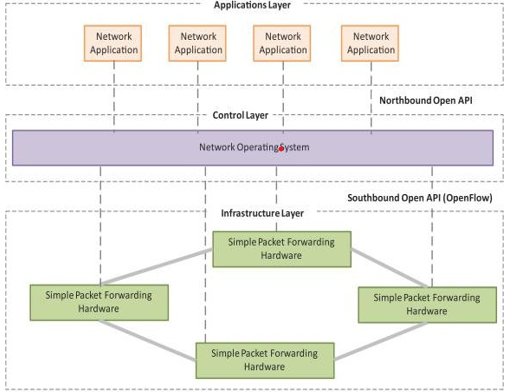 Applications Layer
Network
Application
Network
Application
Network
Application
Network
Application
Northbound Open API
Control Layer
Network Operating System
Southbound Open API (OpenFlow)
Infrastructure Layer
Simple Packet Forwarding
Hardware
Simple Packet Forwarding
Hardware
Simple Packet Forwarding
Hardware
Simple Packet Forwarding
Hardware